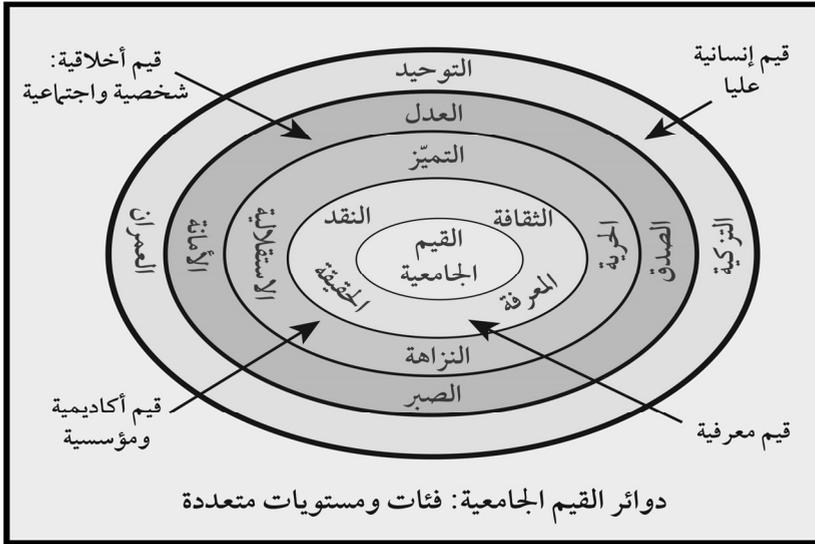 قيم إنسانية
عليا
قيم أخلاقية:
شخصية واجتماعية
التوحيد
العدل
التميّز
الثقافة
النقد
القيم
الجامعية
المعرفة
الحقيقة
الحرية
الاستقلالية
الصدق
الأمانة
التزكية
العمران
النزاهة
الصبر
قيم معرفية
قيم أكاديمية
ومؤسسية
دوائر القيم الجامعية: فئات ومستويات متعددة